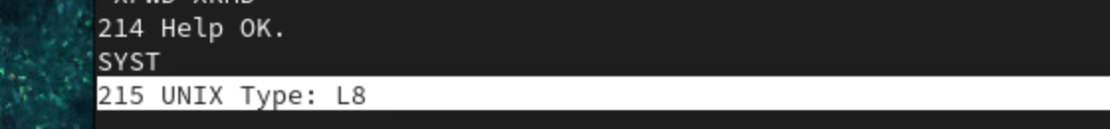 214 Help OK.
SYST
215 UNIX Type: L8